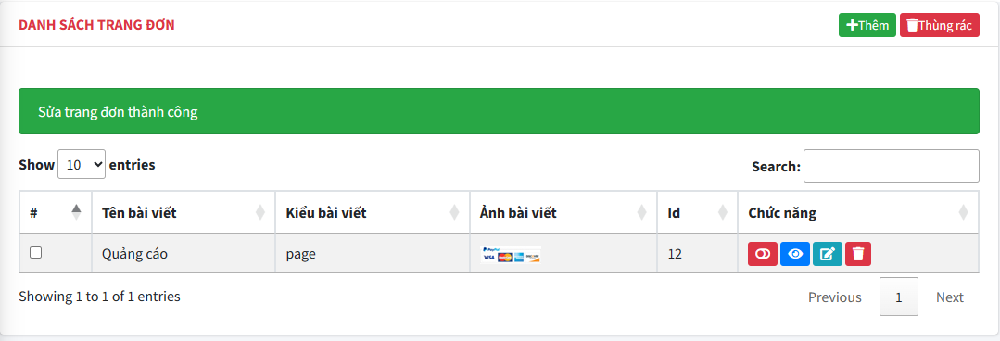 DANH SÁCH TRANG ĐƠN
Thêm Thùng rác
Sửa trang đơn thành công
Show 10 entries Search:
# Tên bài viết Kiểu bài viết Ảnh bài viết Id Chức năng
Quảng cáo page PayPal VISA 12
Showing 1 to 1 of 1 entries Previous 1 Next